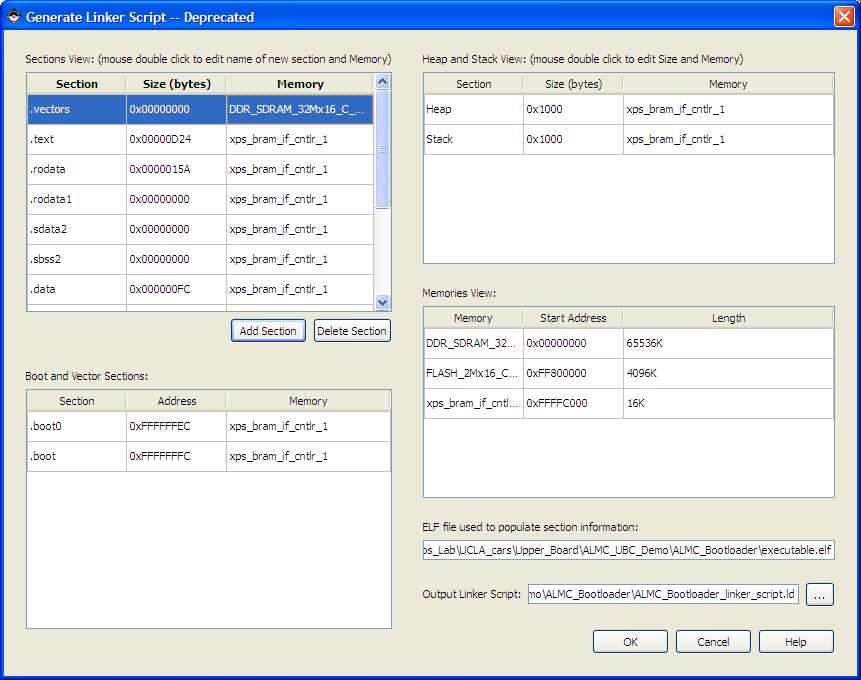 Generate Linker Script -- Deprecated
Sections View: (mouse double click to edit name of new section and Memory)
Section Size (bytes) Memory
.vectors 0x00000000 DDR_SDRAM_32Mx16_C_...
.text 0x00000D24 xps_bram_if_cntlr_1
.rodata 0x0000015A xps_bram_if_cntlr_1
.rodata1 0x00000000 xps_bram_if_cntlr_1
.sdata2 0x00000000 xps_bram_if_cntlr_1
.sbss2 0x00000000 xps_bram_if_cntlr_1
.data 0x000000FC xps_bram_if_cntlr_1
Add Section Delete Section
Boot and Vector Sections:
Section Address Memory
.boot0 0xFFFFFFEC xps_bram_if_cntlr_1
.boot 0xFFFFFFFC xps_bram_if_cntlr_1
Heap and Stack View: (mouse double click to edit Size and Memory)
Section Size (bytes) Memory
Heap 0x1000 xps_bram_if_cntlr_1
Stack 0x1000 xps_bram_if_cntlr_1
Memories View:
Memory Start Address Length
DDR_SDRAM_32... 0x00000000 65536K
FLASH_2Mx16_C... 0xFF800000 4096K
xps_bram_if_cntl... 0xFFFFC000 16K
ELF file used to populate section information:
os_Lab\UCLA_cars\Upper_Board\ALMC_UBC_Demo\ALMC_Bootloader\executable.elf
Output Linker Script: mo\ALMC_Bootloader\ALMC_Bootloader_linker_script.ld ...
OK Cancel Help